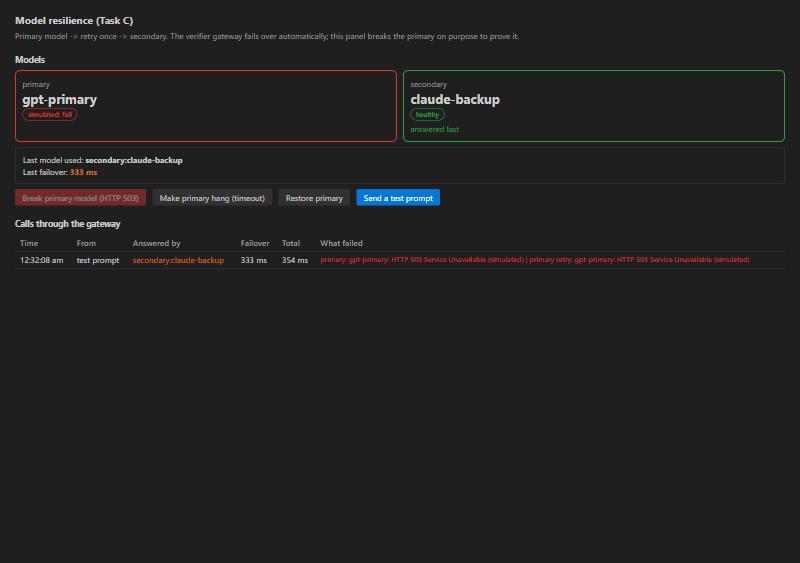 Model resilience (Task C)
Primary model -> retry once -> secondary. The verifier gateway fails over automatically; this panel breaks the primary on purpose to prove it.
Models
primary
gpt-primary
simulated: fail
secondary
claude-backup
healthy
answered last
Last model used: secondary:claude-backup
Last failover: 333 ms
Break primary model (HTTP 503) Make primary hang (timeout) Restore primary Send a test prompt
Calls through the gateway
Time From Answered by Failover Total What failed
12:32:08 am test prompt secondary:claude-backup 333 ms 354 ms primary: gpt-primary: HTTP 503 Service Unavailable (simulated) | primary retry: gpt-primary: HTTP 503 Service Unavailable (simulated)